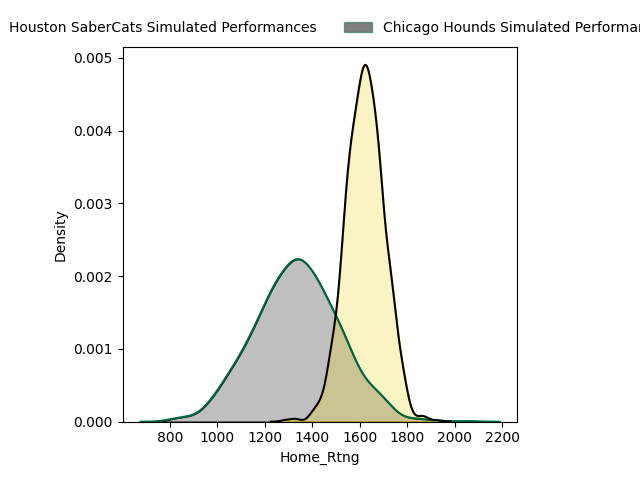 Houston SaberCats Simulated Performances
Chicago Hounds Simulated Performa
0.005
0.004
0.003
0.002
0.001
0.000
Density
800 1000 1200 1400 1600 1800 2000 2200
Home_Rtng